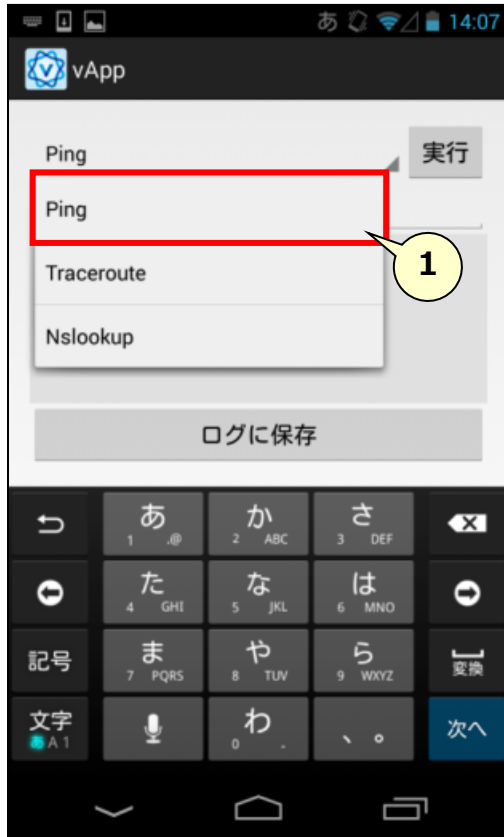 あ 14:07
vApp
Ping 実行
Ping
1
Traceroute
Nslookup
ログに保存
あ か さ
1 .@ 2 ABC 3 DEF
た な は
4 GHI 5 JKL 6 MNO
記号 ま や ら 変換
7 PQRS 8 TUV 9 WXYZ
文字 わ 、。 次へ
あA1 0 -